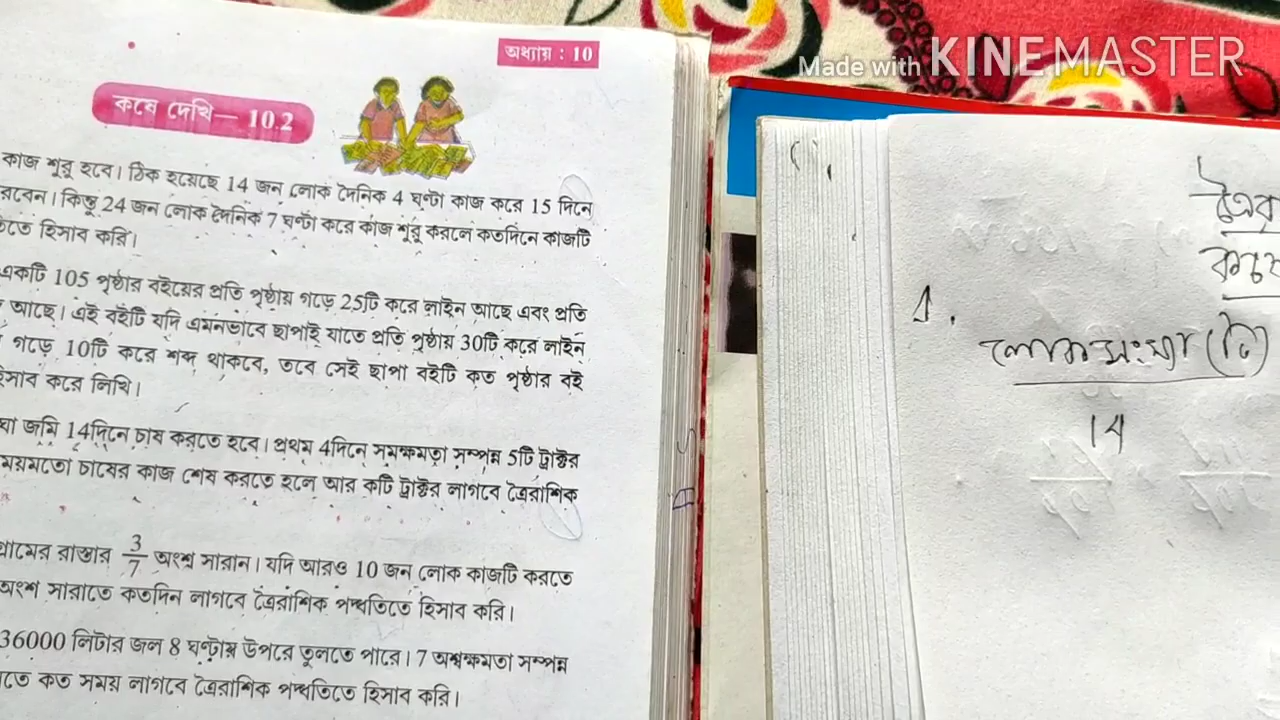 অধ্যায় : 10
Made with KINEMASTER
কষে দেখি— 10.2
কাজ শুরু হবে। ঠিক হয়েছে 14 জন লোক দৈনিক 4 ঘণ্টা কাজ করে 15 দিনে
রবেন। কিন্তু 24 জন লোক দৈনিক 7 ঘণ্টা করে কাজ শুরু করলে কতদিনে কাজটি
তিতে হিসাব করি।
একটি 105 পৃষ্ঠার বইয়ের প্রতি পৃষ্ঠায় গড়ে 25টি করে লাইন আছে এবং প্রতি
আছে। এই বইটি যদি এমনভাবে ছাপাই যাতে প্রতি পৃষ্ঠায় 30টি করে লাইন
গড়ে 10টি করে শব্দ থাকবে, তবে সেই ছাপা বইটি কত পৃষ্ঠার বই
হিসাব করে লিখি।
ঘা জমি 14দিনে চাষ করতে হবে। প্রথম 4দিনে সমক্ষমতা সম্পন্ন 5টি ট্রাক্টর
ময়মতো চাষের কাজ শেষ করতে হলে আর কটি ট্রাক্টর লাগবে ত্রৈরাশিক
গ্রামের রাস্তার 3/7 অংশ সারান। যদি আরও 10 জন লোক কাজটি করতে
অংশ সারাতে কতদিন লাগবে ত্রৈরাশিক পদ্ধতিতে হিসাব করি।
36000 লিটার জল 8 ঘণ্টায় উপরে তুলতে পারে। 7 অশ্বক্ষমতা সম্পন্ন
তে কত সময় লাগবে ত্রৈরাশিক পদ্ধতিতে হিসাব করি।
ত্রৈরা
কষে
1.
লোকসংখ্যা (টি)
14